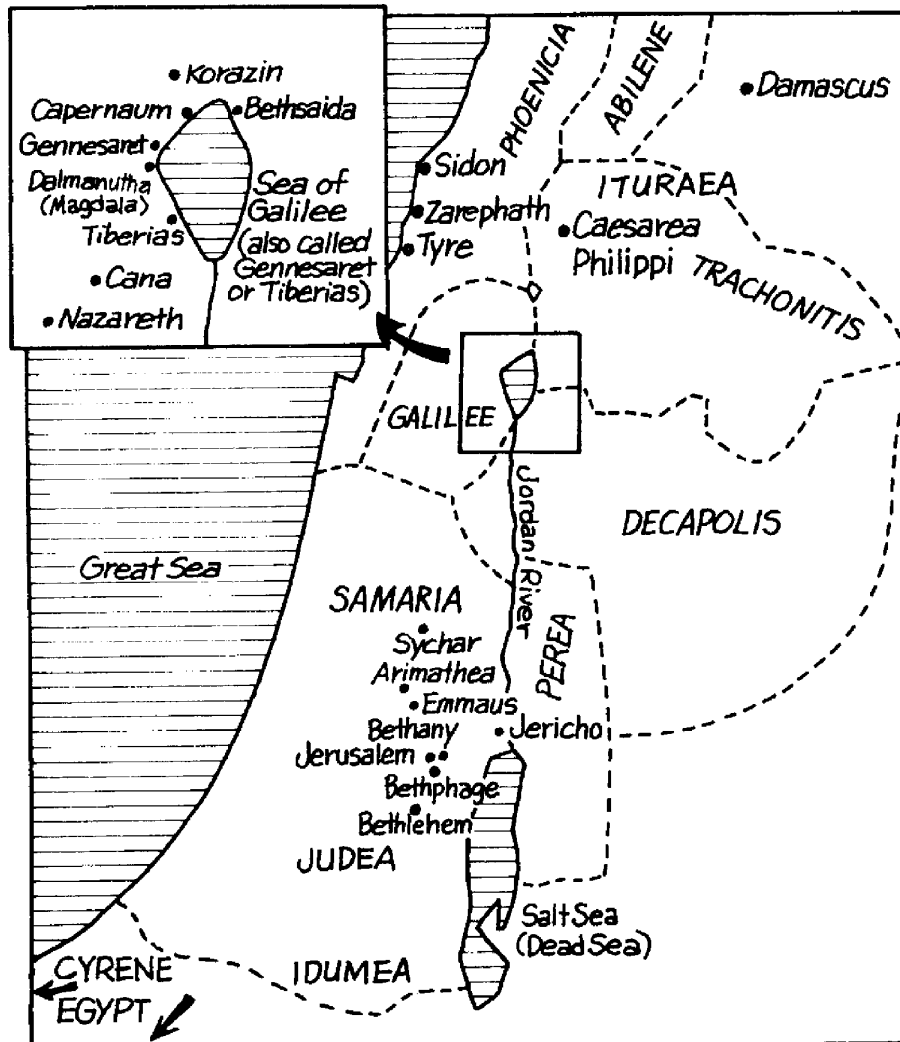 Korazin
Capernaum
Bethsaida
Gennesaret
Dalmanutha
(Magdala)
Tiberias
Sea of
Galilee
(also called
Gennesaret
or Tiberias)
Cana
Nazareth
PHOENICIA
ABILENE
Damascus
Sidon
Zarephath
Tyre
ITURAEA
Caesarea
Philippi
TRACHONITIS
GALILEE
Jordan River
DECAPOLIS
Great Sea
SAMARIA
Sychar
Arimathea
Emmaus
PEREA
Bethany
Jericho
Jerusalem
Bethphage
Bethlehem
JUDEA
Salt Sea
(Dead Sea)
IDUMEA
CYRENE
EGYPT